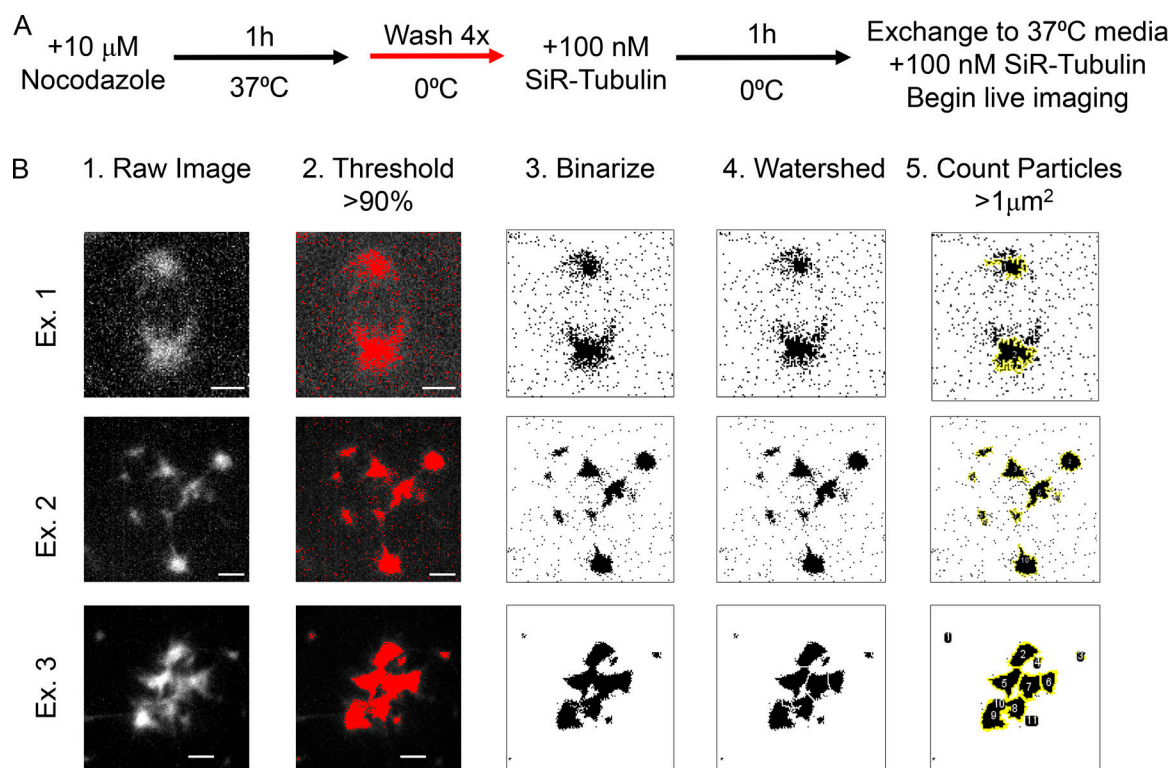 A
+10 μM
Nocodazole
1h
37ºC
Wash 4x
0ºC
+100 nM
SiR-Tubulin
1h
0ºC
Exchange to 37ºC media
+100 nM SiR-Tubulin
Begin live imaging
B
1. Raw Image
2. Threshold
>90%
3. Binarize
4. Watershed
5. Count Particles
>1μm²
Ex. 1
Ex. 2
Ex. 3
1
2
3
4
5
6
7
8
9
10
11